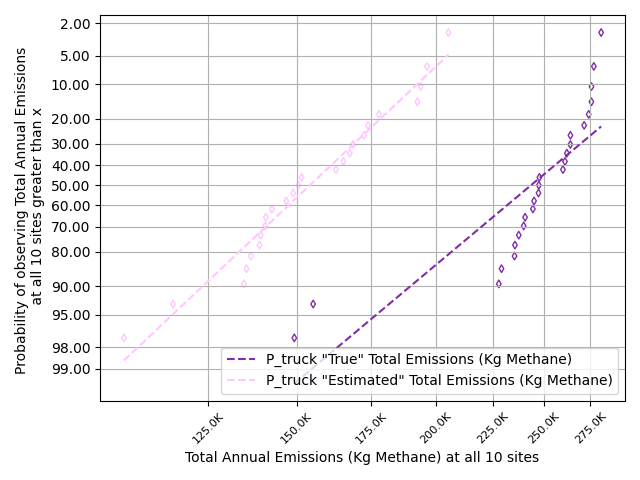 2.00
5.00
10.00
20.00
30.00
40.00
50.00
60.00
70.00
80.00
90.00
95.00
98.00
99.00
Probability of observing Total Annual Emissions
at all 10 sites greater than x
P_truck "True" Total Emissions (Kg Methane)
P_truck "Estimated" Total Emissions (Kg Methane)
125.0K
150.0K
175.0K
200.0K
225.0K
250.0K
275.0K
Total Annual Emissions (Kg Methane) at all 10 sites